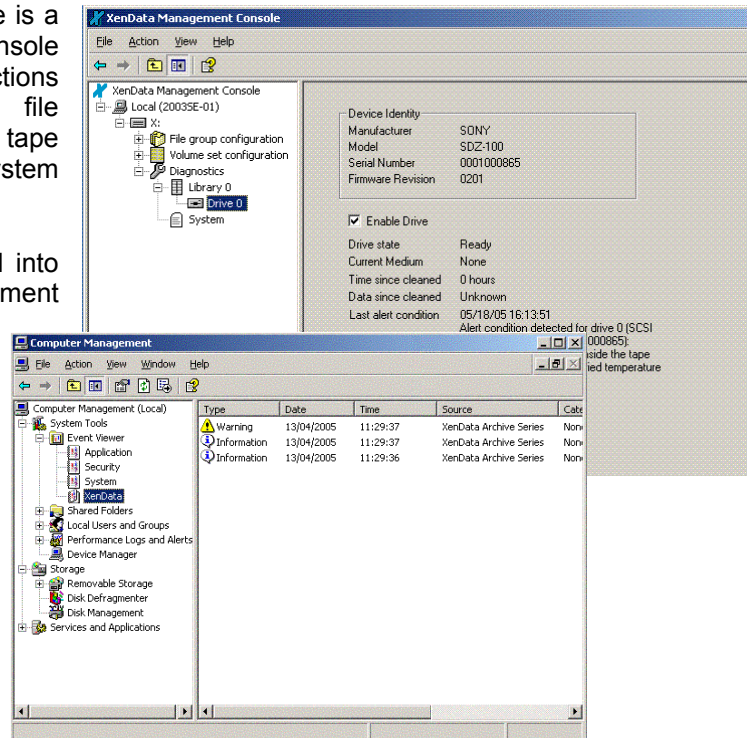 e is a
nsole
ctions
file
tape
stem
into
ment
XenData Management Console
File Action View Help
XenData Management Console
Local (20035E-01)
X:
File group configuration
Volume set configuration
Diagnostics
Library 0
Drive 0
System
Device Identity
Manufacturer SONY
Model SDZ-100
Serial Number 0001000865
Firmware Revision 0201
Enable Drive
Drive state Ready
Current Medium None
Time since cleaned 0 hours
Data since cleaned Unknown
Last alert condition 05/18/05 16:13:51
Alert condition detected for drive 0 (SCSI
000865):
side the tape
ied temperature
Computer Management
File Action View Window Help
Computer Management (Local)
System Tools
Event Viewer
Application
Security
System
XenData
Shared Folders
Local Users and Groups
Performance Logs and Alerts
Device Manager
Storage
Removable Storage
Disk Defragmenter
Disk Management
Services and Applications
Type Date Time Source Cate
Warning 13/04/2005 11:29:37 XenData Archive Series Non
Information 13/04/2005 11:29:37 XenData Archive Series Non
Information 13/04/2005 11:29:36 XenData Archive Series Non